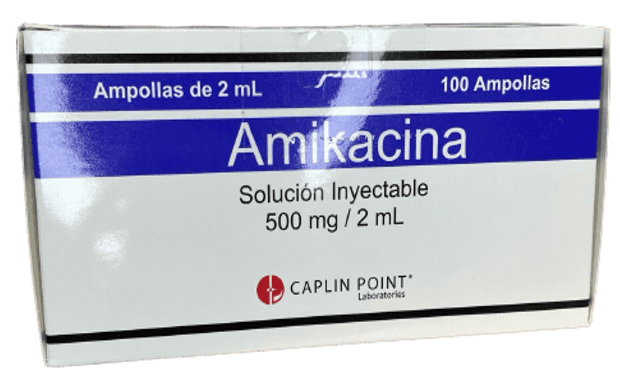 Ampollas de 2 mL
100 Ampollas
Amikacina
Solución Inyectable
500 mg / 2 mL
CAPLIN POINT®
Laboratories